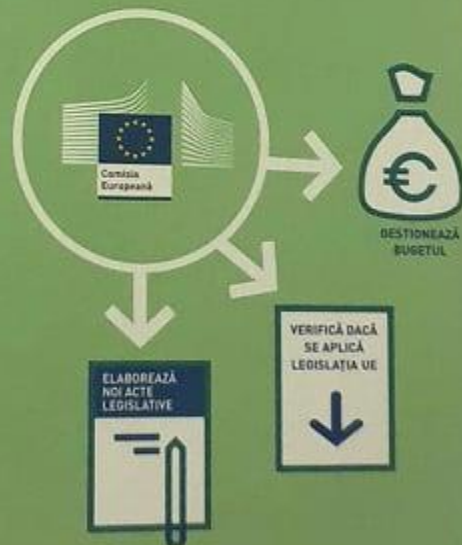 Comisia
Europeană
GESTIONEAZĂ
BUGETUL
VERIFICĂ DACĂ
SE APLICĂ
LEGISLAȚIA UE
ELABOREAZĂ
NOI ACTE
LEGISLATIVE